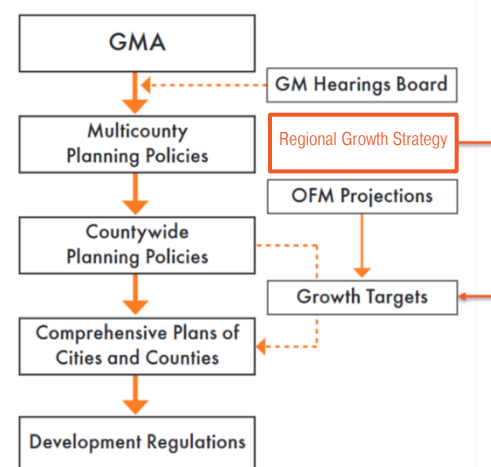 GMA
GM Hearings Board
Multicounty
Planning Policies
Regional Growth Strategy
OFM Projections
Countywide
Planning Policies
Growth Targets
Comprehensive Plans of
Cities and Counties
Development Regulations